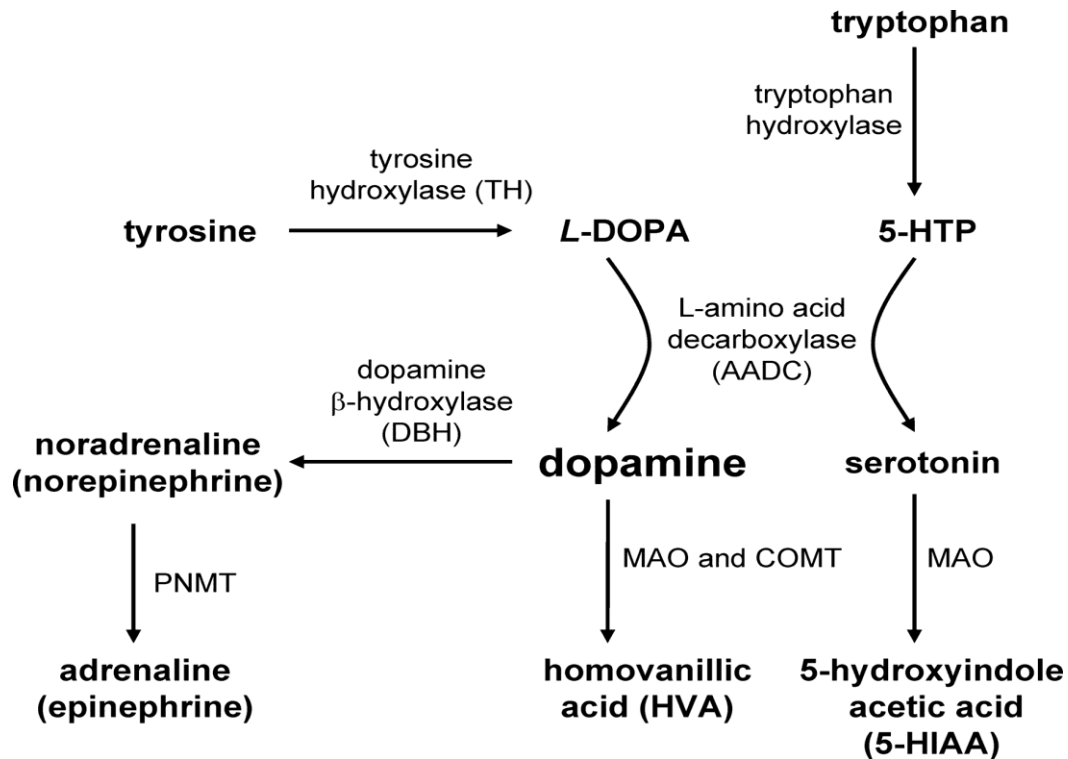 tryptophan
tryptophan
hydroxylase
tyrosine
hydroxylase (TH)
tyrosine
L-DOPA
5-HTP
L-amino acid
decarboxylase
(AADC)
dopamine
β-hydroxylase
(DBH)
noradrenaline
(norepinephrine)
dopamine
serotonin
PNMT
MAO and COMT
MAO
adrenaline
(epinephrine)
homovanillic
acid (HVA)
5-hydroxyindole
acetic acid
(5-HIAA)